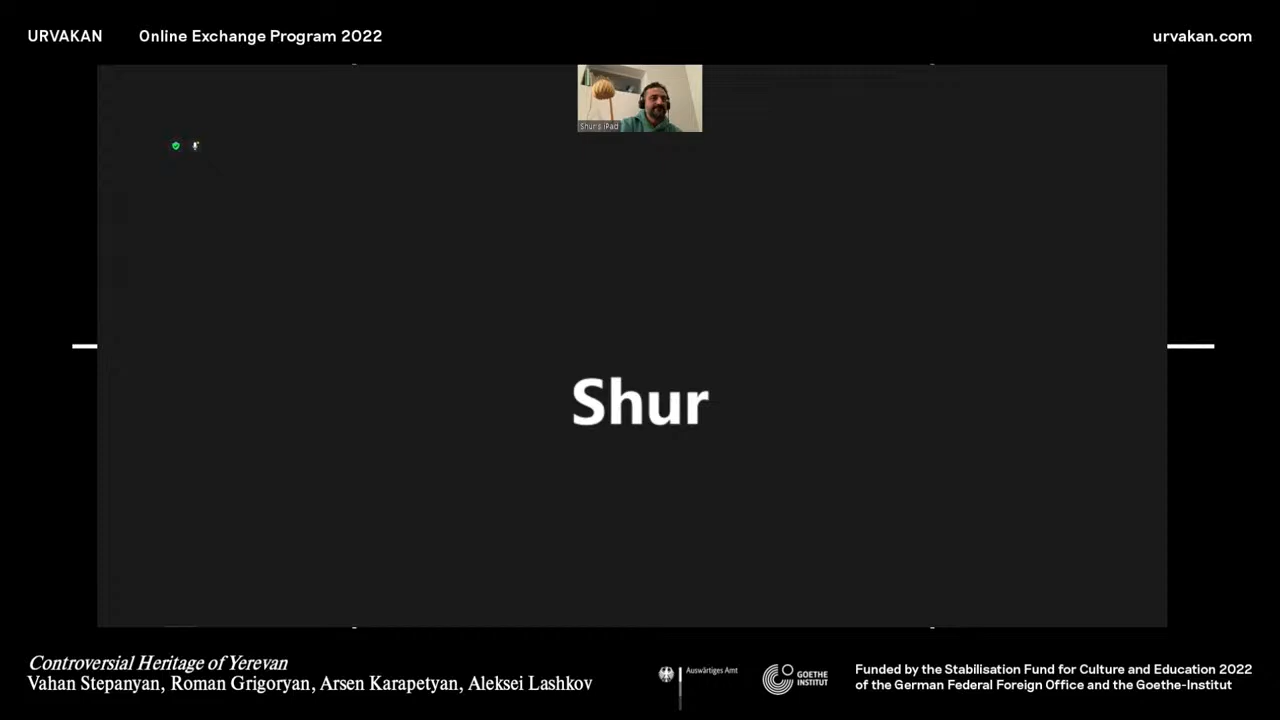 URVAKAN
Online Exchange Program 2022
urvakan.com
Shur's iPad
Shur
Controversial Heritage of Yerevan
Vahan Stepanyan, Roman Grigoryan, Arsen Karapetyan, Aleksei Lashkov
Auswärtiges Amt
GOETHE
INSTITUT
Funded by the Stabilisation Fund for Culture and Education 2022
of the German Federal Foreign Office and the Goethe-Institut